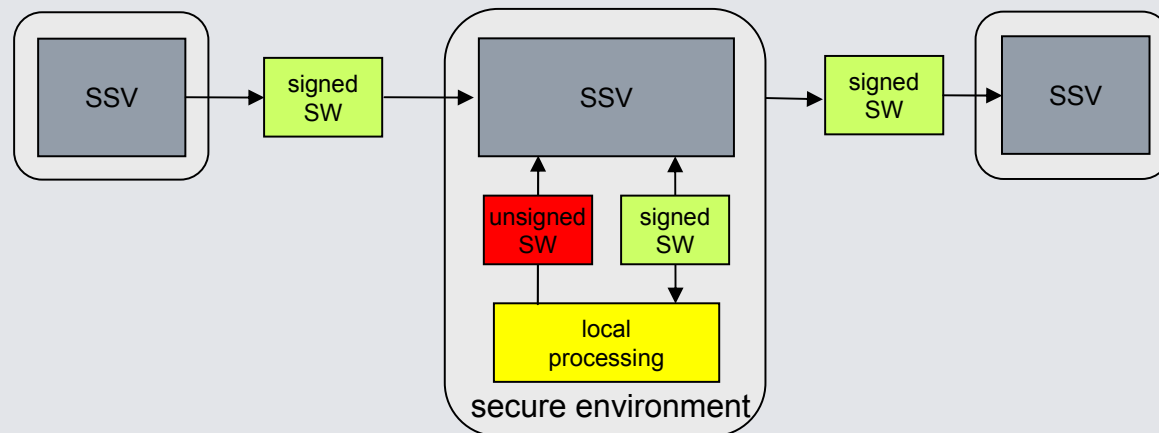 SSV
signed
SW
SSV
signed
SW
SSV
unsigned
SW
signed
SW
local
processing
secure environment